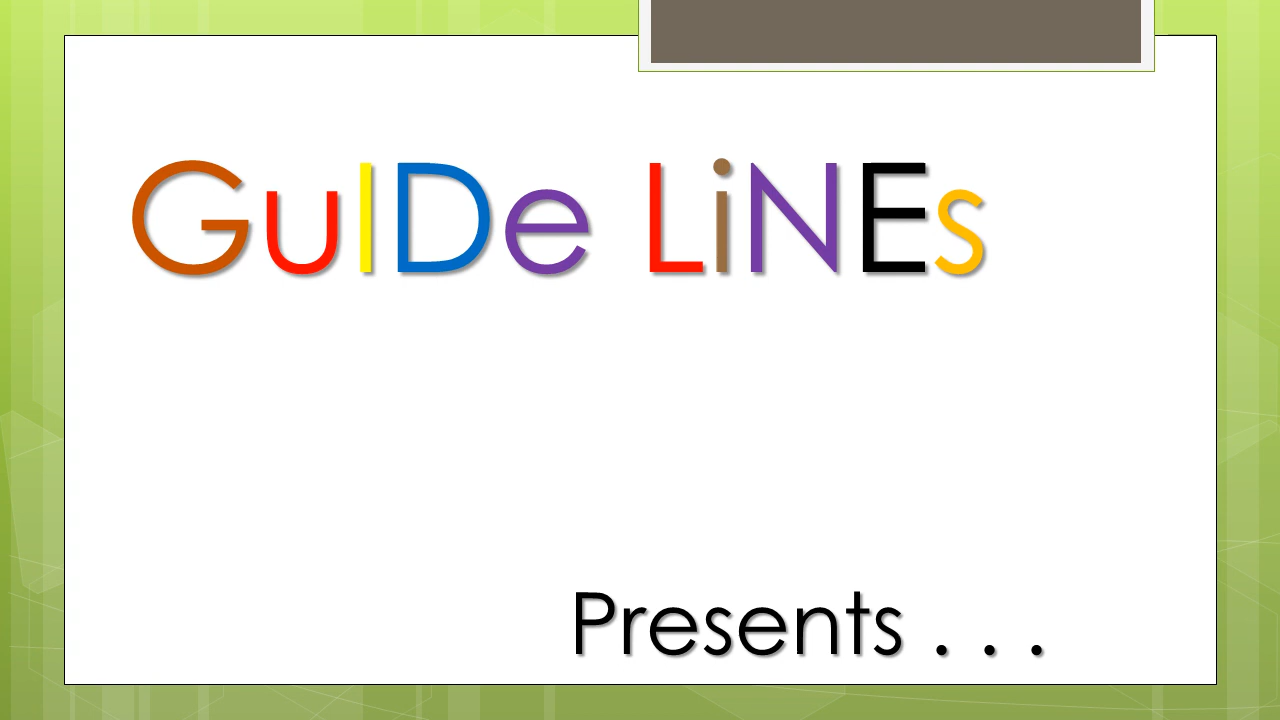 GuIDe LiNEs
Presents . . .